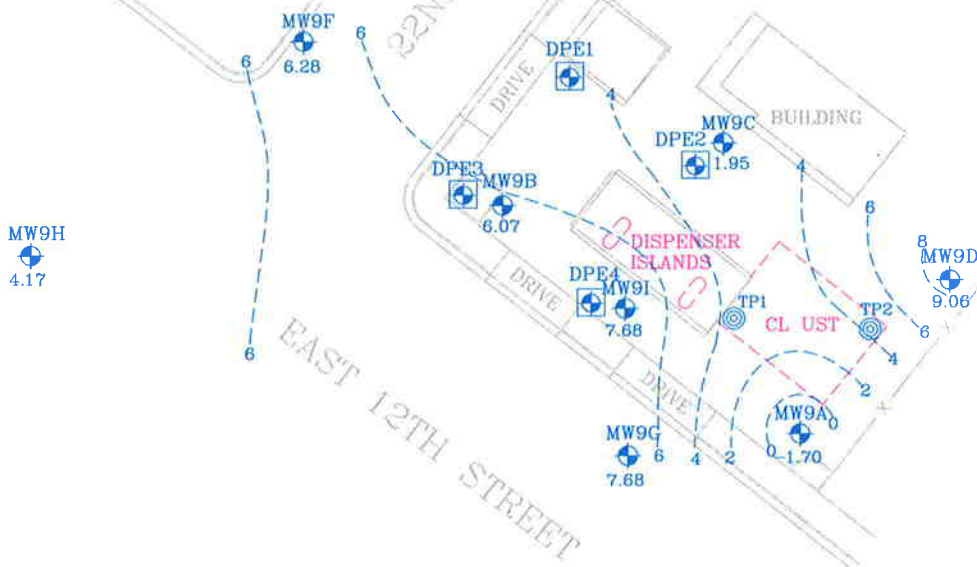 MW9F
6.28
6
6
22N
DPE1
DRIVE
4
BUILDING
MW9C
DPE2
1.95
4
DPE3
MW9B
6.07
6
8
MW9D
9.06
MW9H
4.17
DISPENSER
ISLANDS
DRIVE
DPE4
MW9I
7.68
TP1
CL UST
TP2
6
4
6
EAST 12TH STREET
DRIVE
2
MW9A
0
0
-1.70
MW9G
7.68
6
4
2
X
X